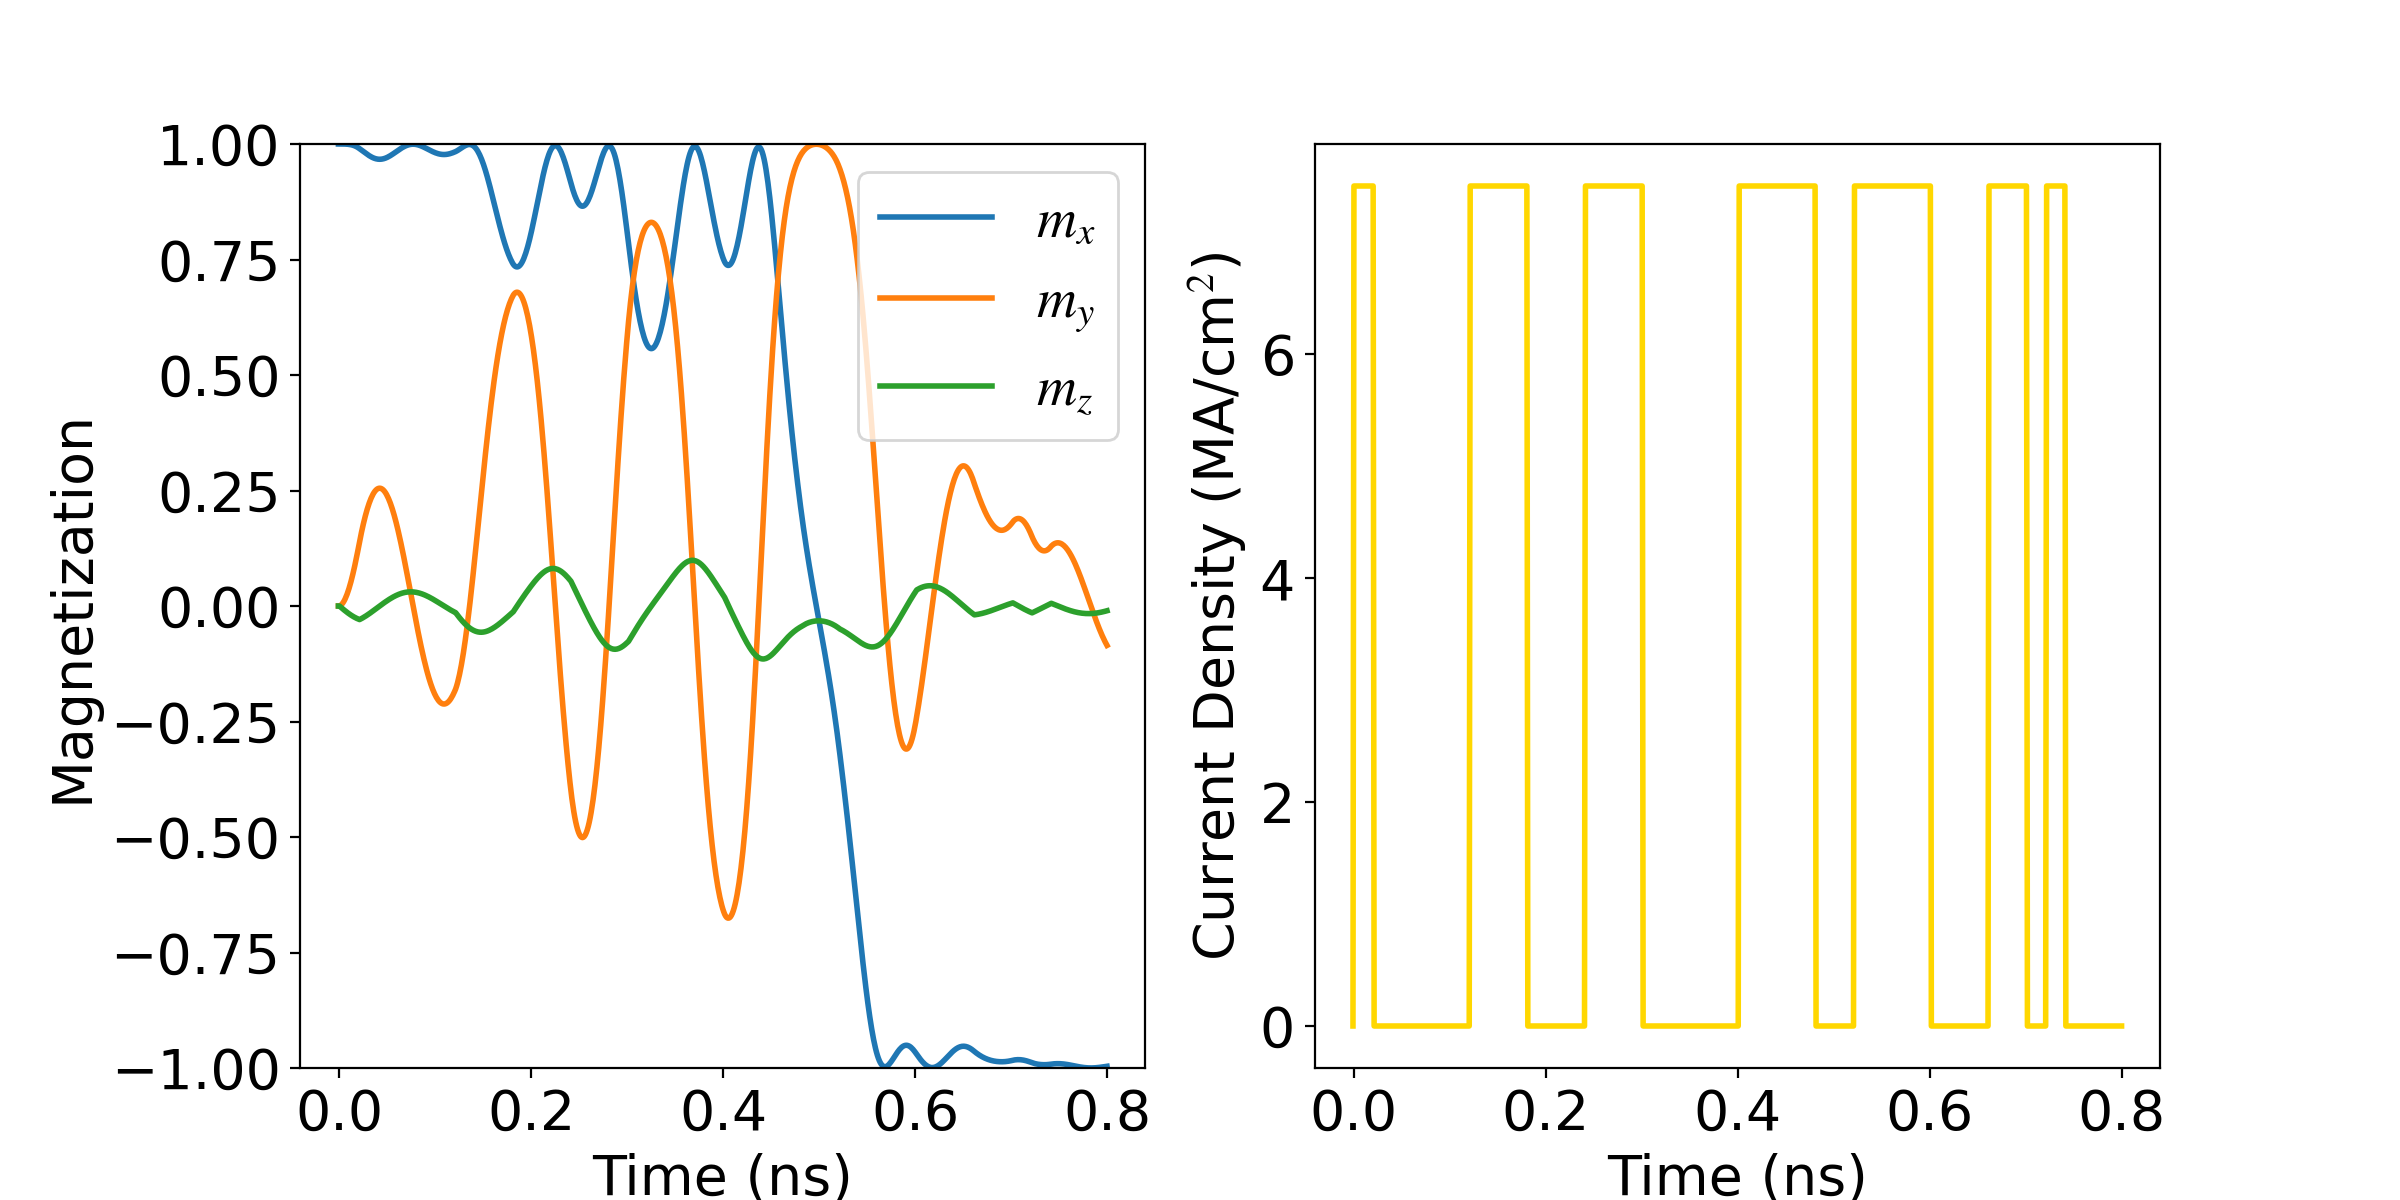 Magnetization
1.00
0.75
0.50
0.25
0.00
−0.25
−0.50
−0.75
−1.00
0.0 0.2 0.4 0.6 0.8
Time (ns)
m_x
m_y
m_z
Current Density (MA/cm²)
6
4
2
0
0.0 0.2 0.4 0.6 0.8
Time (ns)